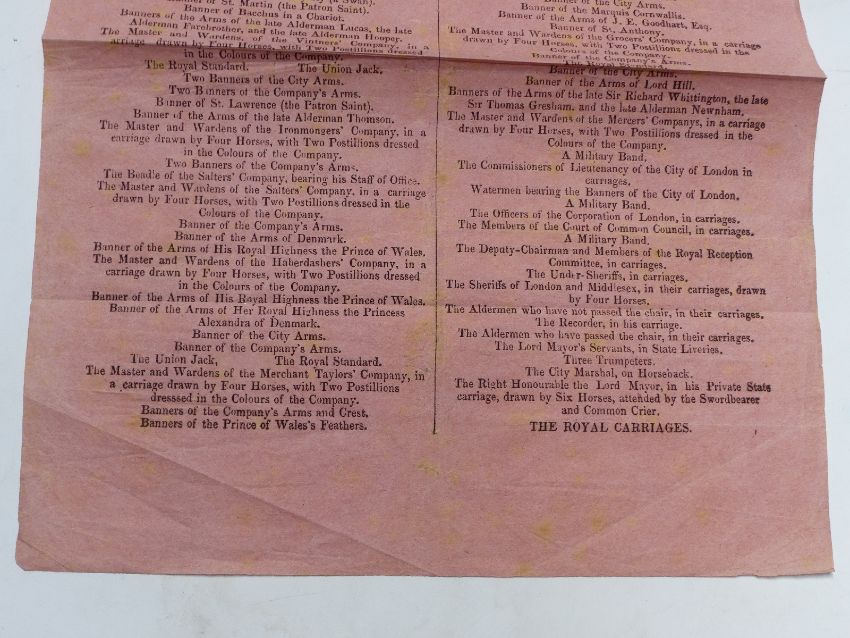 Banner of St. Martin (the Patron Saint).
Banner of Bacchus in a Chariot.
Banners of the Arms of the late Alderman Lucas, the late
Alderman Farebrother, and the late Alderman Hooper.
The Master and Wardens of the Vintners' Company, in a
carriage drawn by Four Horses, with Two Postillions dressed
in the Colours of the Company.
The Royal Standard. The Union Jack.
Two Banners of the City Arms.
Two Banners of the Company's Arms.
Banner of St. Lawrence (the Patron Saint).
Banner of the Arms of the late Alderman Thomson.
The Master and Wardens of the Ironmongers' Company, in a
carriage drawn by Four Horses, with Two Postillions dressed
in the Colours of the Company.
Two Banners of the Company's Arms.
The Beadle of the Salters' Company, bearing his Staff of Office.
The Master and Wardens of the Salters' Company, in a carriage
drawn by Four Horses, with Two Postillions dressed in the
Colours of the Company.
Banner of the Company's Arms.
Banner of the Arms of Denmark.
Banner of the Arms of His Royal Highness the Prince of Wales.
The Master and Wardens of the Haberdashers' Company, in a
carriage drawn by Four Horses, with Two Postillions dressed
in the Colours of the Company.
Banner of the Arms of His Royal Highness the Prince of Wales.
Banner of the Arms of Her Royal Highness the Princess
Alexandra of Denmark.
Banner of the City Arms.
Banner of the Company's Arms.
The Union Jack, The Royal Standard.
The Master and Wardens of the Merchant Taylors' Company, in
a carriage drawn by Four Horses, with Two Postillions
dresssed in the Colours of the Company.
Banners of the Company's Arms and Crest.
Banners of the Prince of Wales's Feathers.
Banner of the City Arms.
Banner of the Marquis Cornwallis.
Banner of the Arms of J. E. Goodhart, Esq.
Banner of St. Anthony.
The Master and Wardens of the Grocers' Company, in a carriage
drawn by Four Horses, with Two Postillions dressed in the
Colours of the Company.
Banner of the Company's Arms.
The Royal Standard.
Banner of the City Arms.
Banner of the Arms of Lord Hill.
Banners of the Arms of the late Sir Richard Whittington, the late
Sir Thomas Gresham, and the late Alderman Newnham.
The Master and Wardens of the Mercers' Companys, in a carriage
drawn by Four Horses, with Two Postillions dressed in the
Colours of the Company.
A Military Band.
The Commissioners of Lieutenancy of the City of London in
carriages.
Watermen bearing the Banners of the City of London.
A Military Band.
The Officers of the Corporation of London, in carriages.
The Members of the Court of Common Council, in carriages.
A Military Band.
The Deputy-Chairman and Members of the Royal Reception
Committee, in carriages.
The Under-Sheriffs, in carriages.
The Sheriffs of London and Middlesex, in their carriages, drawn
by Four Horses.
The Aldermen who have not passed the chair, in their carriages.
The Recorder, in his carriage.
The Aldermen who have passed the chair, in their carriages.
The Lord Mayor's Servants, in State Liveries.
Three Trumpeters.
The City Marshal, on Horseback.
The Right Honourable the Lord Mayor, in his Private State
carriage, drawn by Six Horses, attended by the Swordbearer
and Common Crier.
THE ROYAL CARRIAGES.